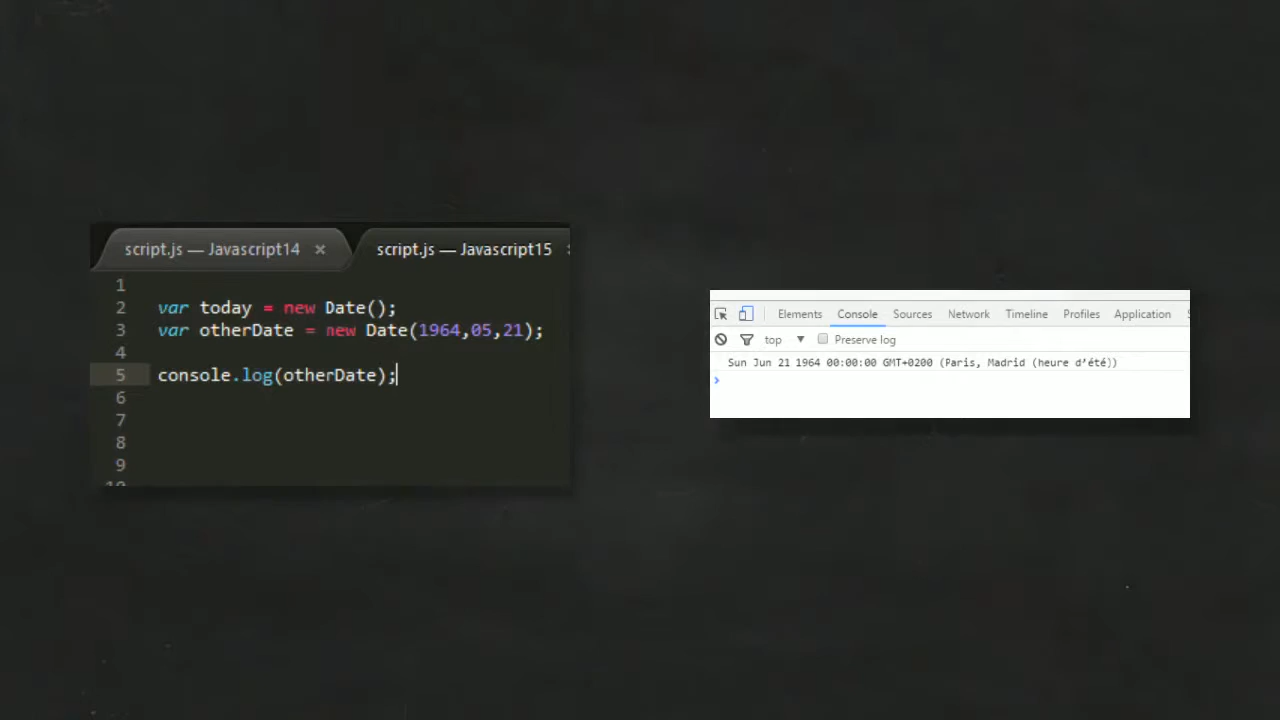 script.js — Javascript14 ×
script.js — Javascript15
1
2 var today = new Date();
3 var otherDate = new Date(1964,05,21);
4
5 console.log(otherDate);
6
7
8
9
10
Elements Console Sources Network Timeline Profiles Application
top ▼ Preserve log
Sun Jun 21 1964 00:00:00 GMT+0200 (Paris, Madrid (heure d’été))
>